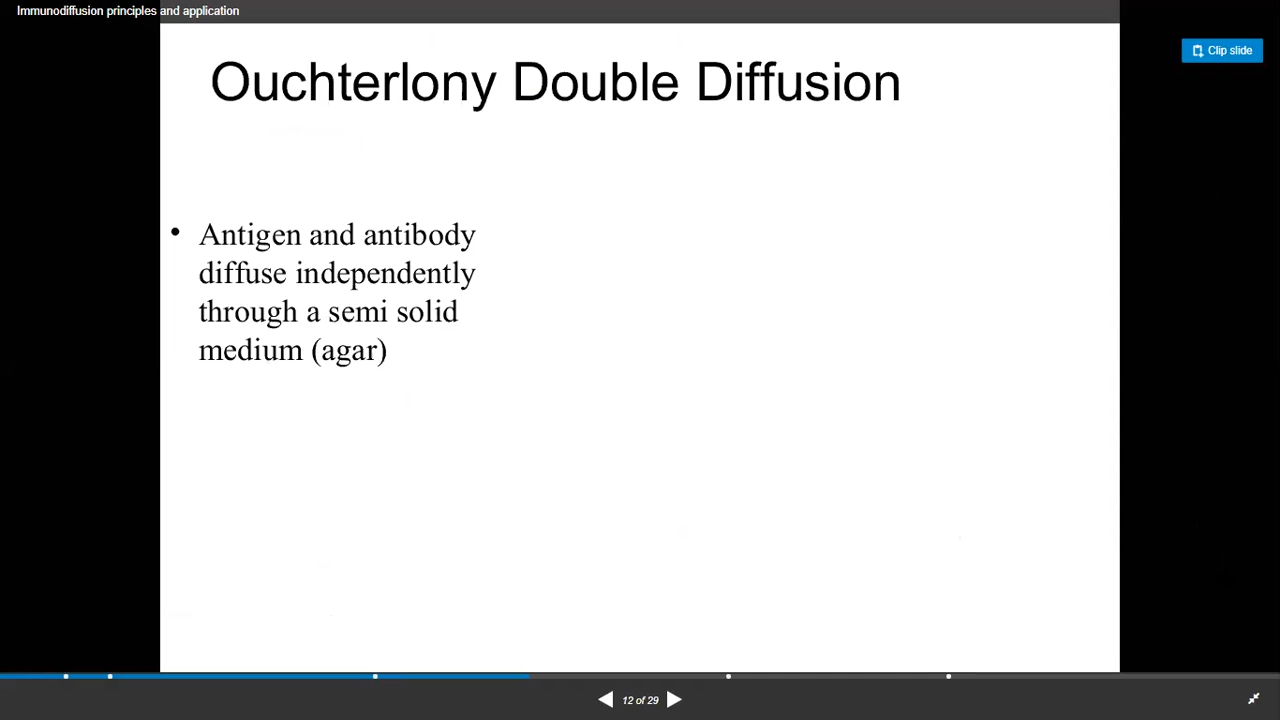 Immunodiffusion principles and application
Clip slide
Ouchterlony Double Diffusion
• Antigen and antibody
diffuse independently
through a semi solid
medium (agar)
12 of 29